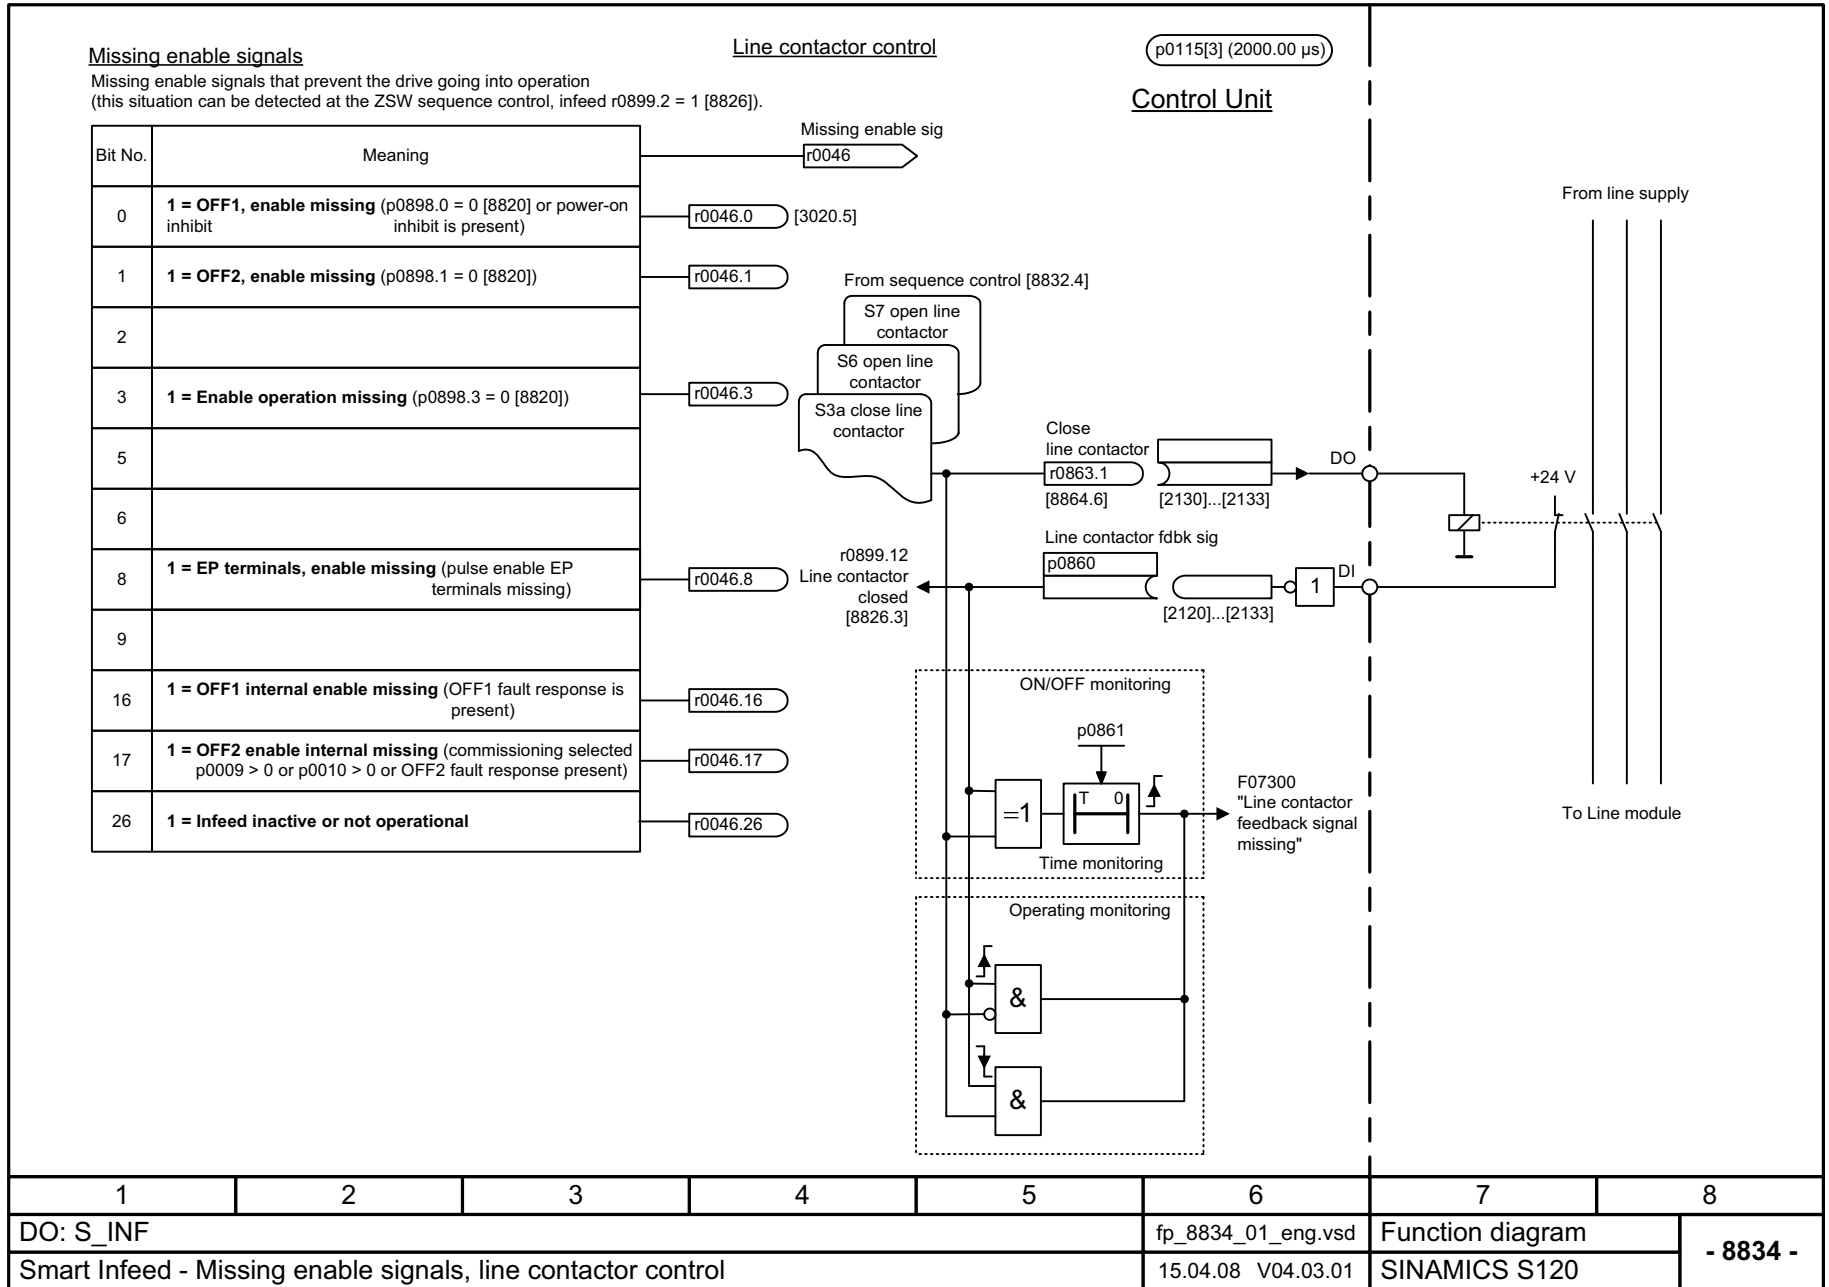 Missing enable signals
Missing enable signals that prevent the drive going into operation
(this situation can be detected at the ZSW sequence control, infeed r0899.2 = 1 [8826]).
Line contactor control
p0115[3] (2000.00 µs)
Control Unit
Bit No. Meaning
Missing enable sig
r0046
0 1 = OFF1, enable missing (p0898.0 = 0 [8820] or power-on
inhibit inhibit is present)
r0046.0 [3020.5]
1 1 = OFF2, enable missing (p0898.1 = 0 [8820])
r0046.1
2
3 1 = Enable operation missing (p0898.3 = 0 [8820])
r0046.3
5
6
8 1 = EP terminals, enable missing (pulse enable EP
terminals missing)
r0046.8
9
16 1 = OFF1 internal enable missing (OFF1 fault response is
present)
r0046.16
17 1 = OFF2 enable internal missing (commissioning selected
p0009 > 0 or p0010 > 0 or OFF2 fault response present)
r0046.17
26 1 = Infeed inactive or not operational
r0046.26
From sequence control [8832.4]
S7 open line
contactor
S6 open line
contactor
S3a close line
contactor
Close
line contactor
r0863.1
[8864.6]
[2130]...[2133]
DO
Line contactor fdbk sig
p0860
[2120]...[2133]
1
DI
r0899.12
Line contactor
closed
[8826.3]
+24 V
From line supply
To Line module
ON/OFF monitoring
p0861
=1
T 0
Time monitoring
F07300
"Line contactor
feedback signal
missing"
Operating monitoring
&
&
1 2 3 4 5 6 7 8
DO: S_INF
fp_8834_01_eng.vsd
Function diagram
- 8834 -
Smart Infeed - Missing enable signals, line contactor control
15.04.08 V04.03.01
SINAMICS S120